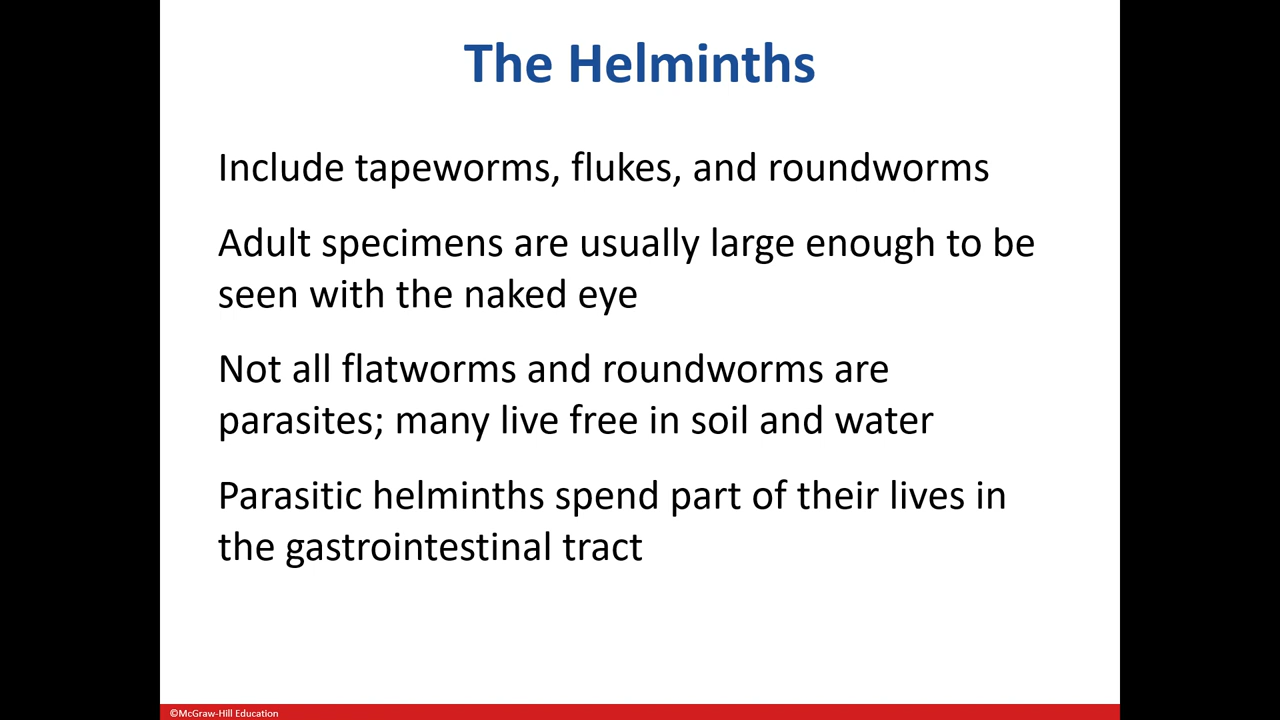 The Helminths
Include tapeworms, flukes, and roundworms
Adult specimens are usually large enough to be
seen with the naked eye
Not all flatworms and roundworms are
parasites; many live free in soil and water
Parasitic helminths spend part of their lives in
the gastrointestinal tract
©McGraw-Hill Education